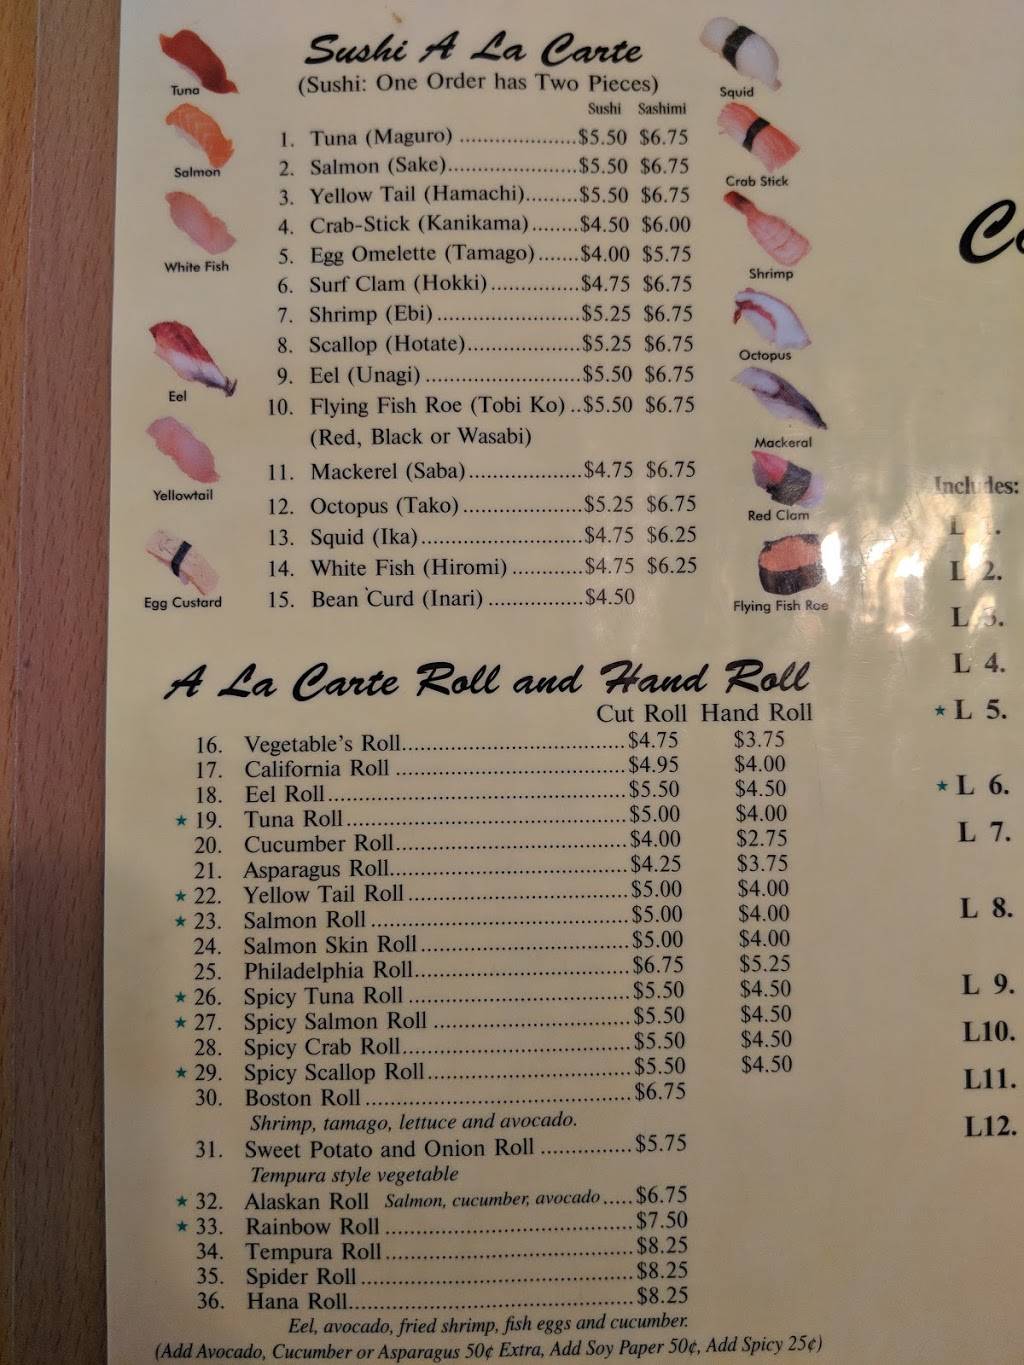 Sushi A La Carte
(Sushi: One Order has Two Pieces)
Sushi Sashimi
1. Tuna (Maguro) ....................$5.50 $6.75
2. Salmon (Sake)......................$5.50 $6.75
3. Yellow Tail (Hamachi).........$5.50 $6.75
4. Crab-Stick (Kanikama)........$4.50 $6.00
5. Egg Omelette (Tamago).......$4.00 $5.75
6. Surf Clam (Hokki)...............$4.75 $6.75
7. Shrimp (Ebi)........................$5.25 $6.75
8. Scallop (Hotate)...................$5.25 $6.75
9. Eel (Unagi)..........................$5.50 $6.75
10. Flying Fish Roe (Tobi Ko)..$5.50 $6.75
(Red, Black or Wasabi)
11. Mackerel (Saba)...................$4.75 $6.75
12. Octopus (Tako)....................$5.25 $6.75
13. Squid (Ika)...........................$4.75 $6.25
14. White Fish (Hiromi)............$4.75 $6.25
15. Bean Curd (Inari)................$4.50
Tuna
Salmon
White Fish
Eel
Yellowtail
Egg Custard
Squid
Crab Stick
Shrimp
Octopus
Mackeral
Red Clam
Flying Fish Roe
A La Carte Roll and Hand Roll
Cut Roll Hand Roll
16. Vegetable's Roll......................................$4.75 $3.75
17. California Roll.......................................$4.95 $4.00
18. Eel Roll..................................................$5.50 $4.50
★ 19. Tuna Roll...............................................$5.00 $4.00
20. Cucumber Roll.......................................$4.00 $2.75
21. Asparagus Roll........................................$4.25 $3.75
★ 22. Yellow Tail Roll.....................................$5.00 $4.00
★ 23. Salmon Roll...........................................$5.00 $4.00
24. Salmon Skin Roll...................................$5.00 $4.00
25. Philadelphia Roll....................................$6.75 $5.25
★ 26. Spicy Tuna Roll.....................................$5.50 $4.50
★ 27. Spicy Salmon Roll.................................$5.50 $4.50
28. Spicy Crab Roll......................................$5.50 $4.50
★ 29. Spicy Scallop Roll..................................$5.50 $4.50
30. Boston Roll............................................$6.75
Shrimp, tamago, lettuce and avocado.
31. Sweet Potato and Onion Roll...............$5.75
Tempura style vegetable
★ 32. Alaskan Roll Salmon, cucumber, avocado.....$6.75
★ 33. Rainbow Roll.........................................$7.50
34. Tempura Roll.........................................$8.25
35. Spider Roll.............................................$8.25
36. Hana Roll...............................................$8.25
Eel, avocado, fried shrimp, fish eggs and cucumber.
(Add Avocado, Cucumber or Asparagus 50¢ Extra, Add Soy Paper 50¢, Add Spicy 25¢)
Includes:
L 2.
L 3.
L 4.
★ L 5.
★ L 6.
L 7.
L 8.
L 9.
L10.
L11.
L12.